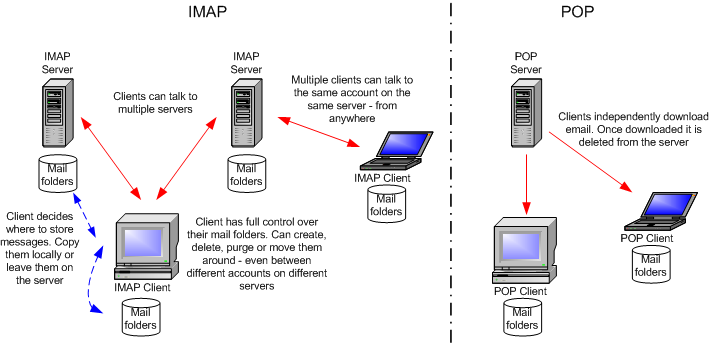 IMAP
POP
IMAP
Server
IMAP
Server
Clients can talk to
multiple servers
Multiple clients can talk to
the same account on the
same server - from
anywhere
Mail
folders
Mail
folders
IMAP Client
Mail
folders
Client decides
where to store
messages. Copy
them locally or
leave them on
the server
Client has full control over
their mail folders. Can create,
delete, purge or move them
around - even between
different accounts on different
servers
IMAP Client
Mail
folders
POP
Server
Clients independently download
email. Once downloaded it is
deleted from the server
POP Client
Mail
folders
POP Client
Mail
folders